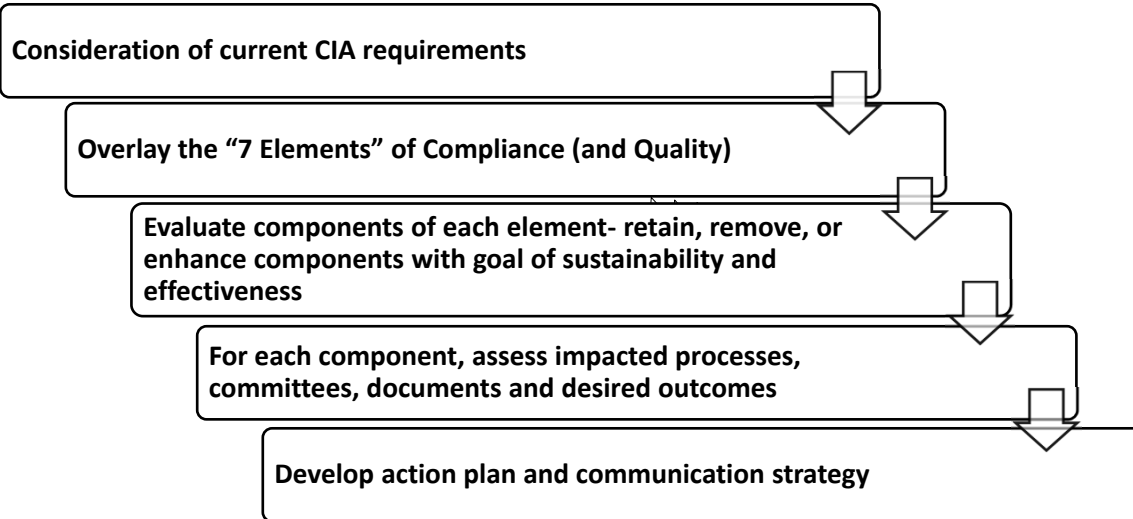 Consideration of current CIA requirements
Overlay the “7 Elements” of Compliance (and Quality)
Evaluate components of each element- retain, remove, or
enhance components with goal of sustainability and
effectiveness
For each component, assess impacted processes,
committees, documents and desired outcomes
Develop action plan and communication strategy